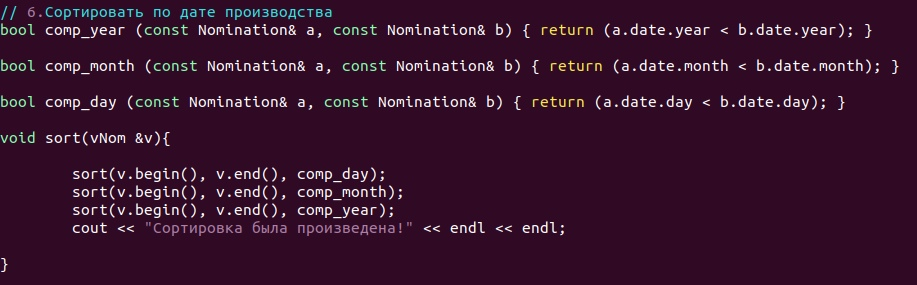 // 6.Сортировать по дате производства
bool comp_year (const Nomination& a, const Nomination& b) { return (a.date.year < b.date.year); }
bool comp_month (const Nomination& a, const Nomination& b) { return (a.date.month < b.date.month); }
bool comp_day (const Nomination& a, const Nomination& b) { return (a.date.day < b.date.day); }
void sort(vNom &v){
sort(v.begin(), v.end(), comp_day);
sort(v.begin(), v.end(), comp_month);
sort(v.begin(), v.end(), comp_year);
cout << "Сортировка была произведена!" << endl << endl;
}